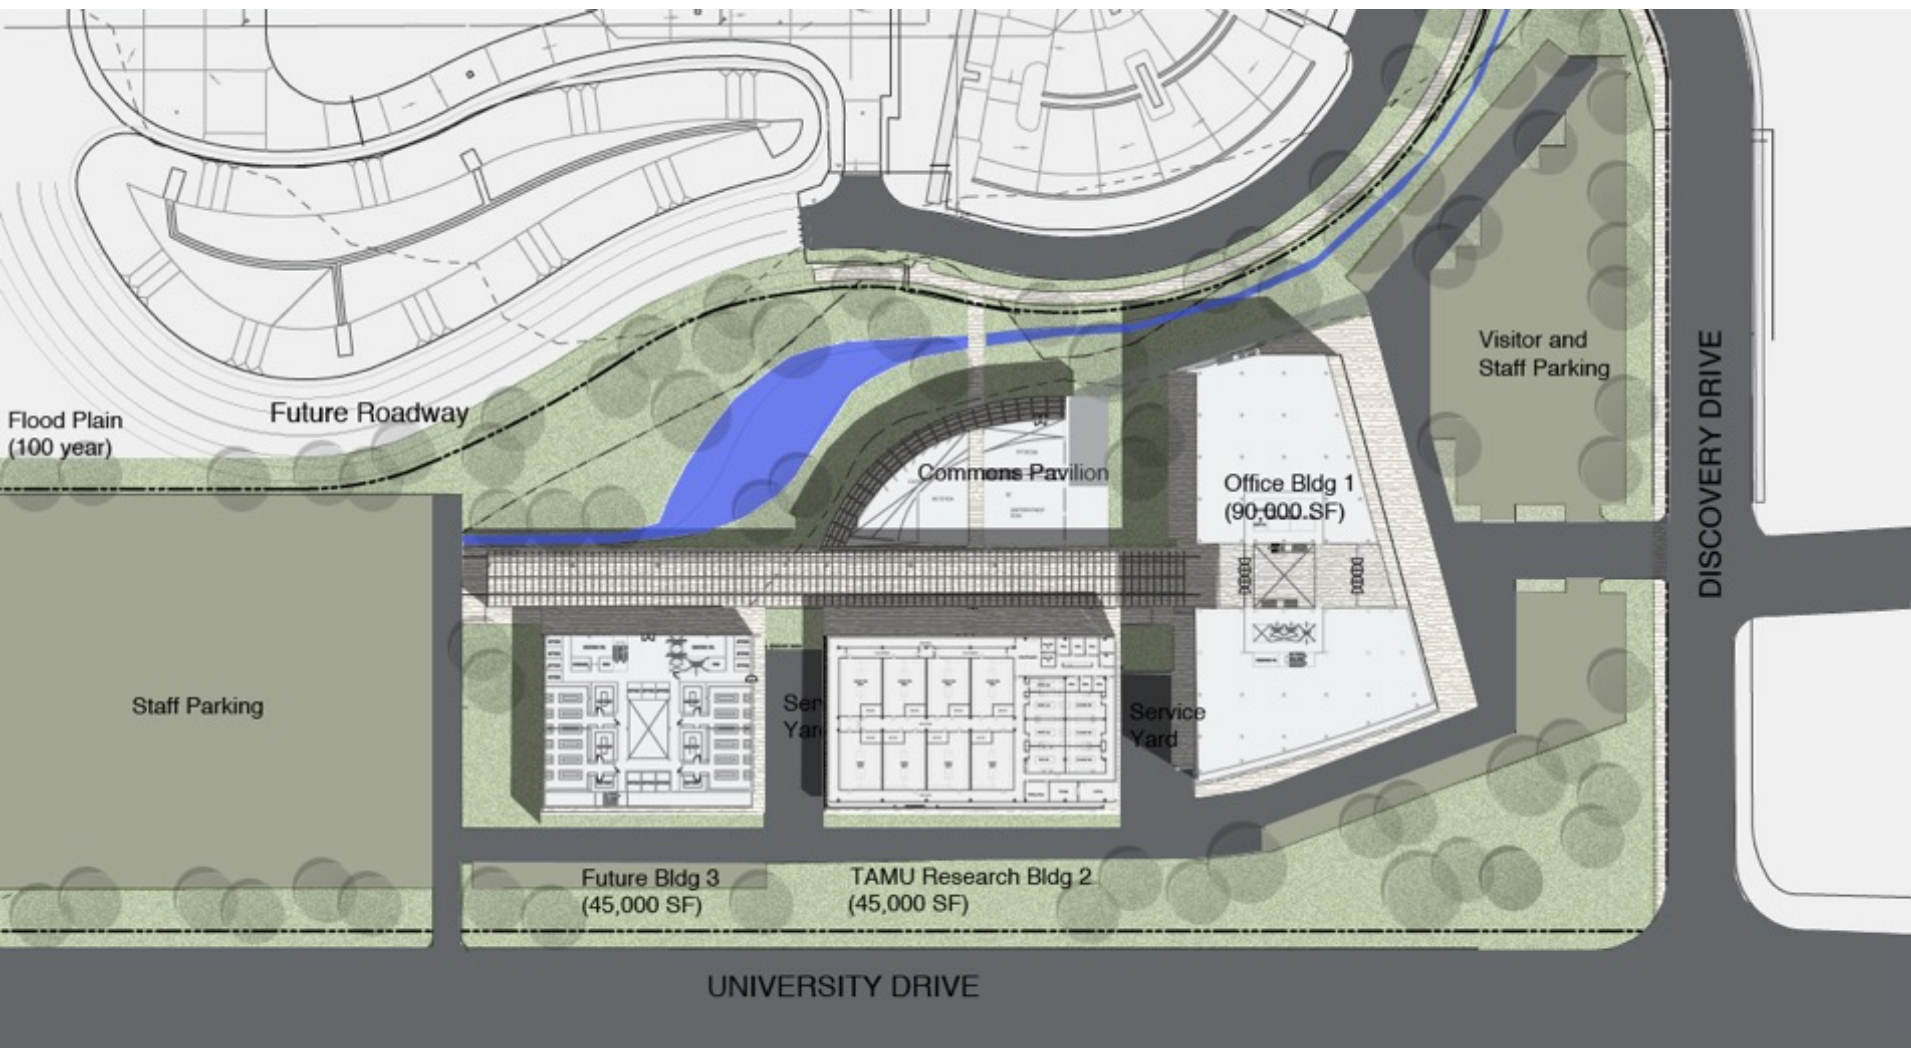 Flood Plain
(100 year)
Future Roadway
Commons Pavilion
Office Bldg 1
(90,000 SF)
Visitor and
Staff Parking
DISCOVERY DRIVE
Staff Parking
Service
Yard
Future Bldg 3
(45,000 SF)
TAMU Research Bldg 2
(45,000 SF)
UNIVERSITY DRIVE